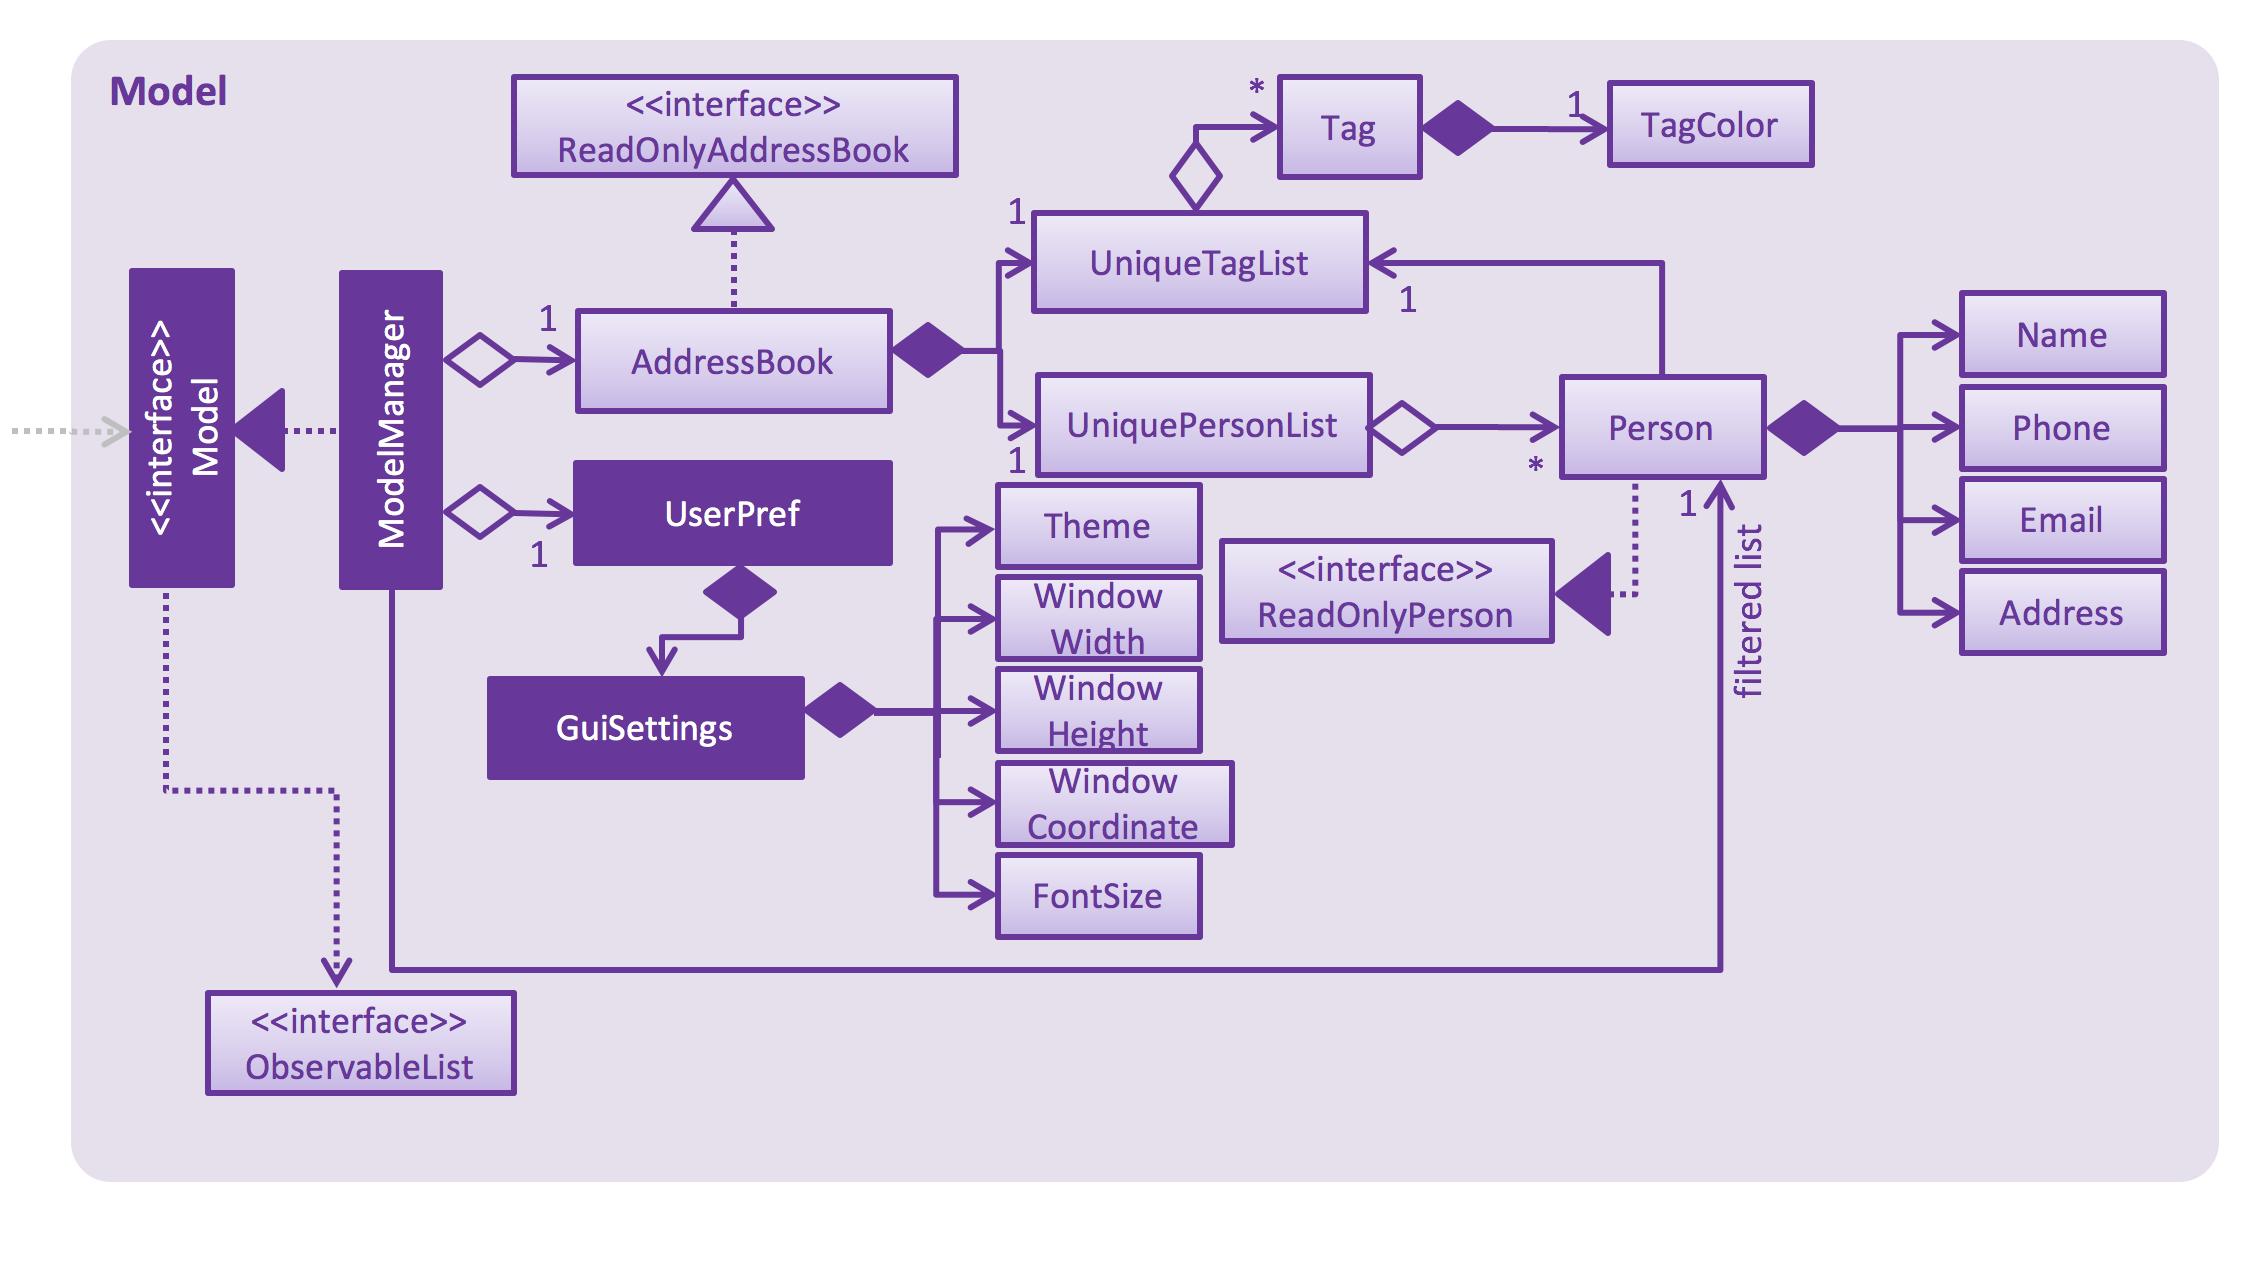 Model
<<interface>>
ReadOnlyAddressBook
*
Tag
1
TagColor
<<interface>>
Model
ModelManager
1
AddressBook
1
UniqueTagList
1
1
UniquePersonList
*
Person
1
filtered list
Name
Phone
Email
Address
1
UserPref
GuiSettings
Theme
Window
Width
Window
Height
Window
Coordinate
FontSize
<<interface>>
ReadOnlyPerson
<<interface>>
ObservableList